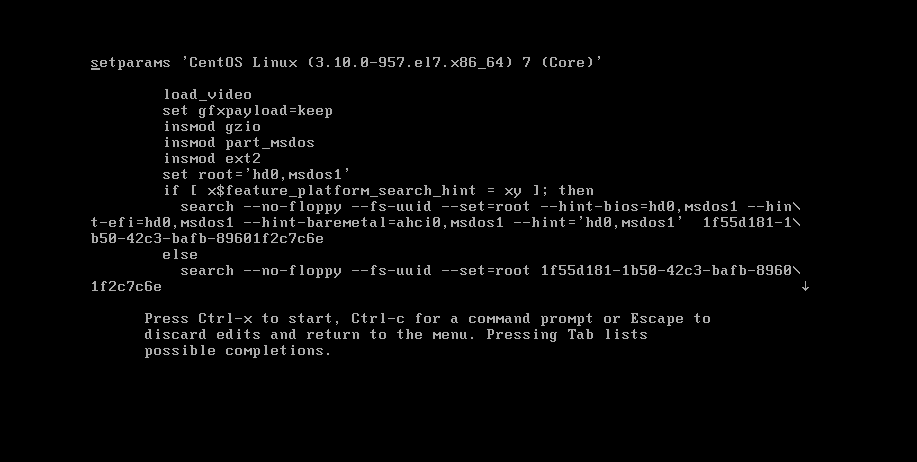 setparams 'CentOS Linux (3.10.0-957.el7.x86_64) 7 (Core)'
load_video
set gfxpayload=keep
insmod gzio
insmod part_msdos
insmod ext2
set root='hd0,msdos1'
if [ x$feature_platform_search_hint = xy ]; then
search --no-floppy --fs-uuid --set=root --hint-bios=hd0,msdos1 --hin\
t-efi=hd0,msdos1 --hint-baremetal=ahci0,msdos1 --hint='hd0,msdos1'  1f55d181-1\
b50-42c3-bafb-89601f2c7c6e
else
search --no-floppy --fs-uuid --set=root 1f55d181-1b50-42c3-bafb-8960\
1f2c7c6e ↓
Press Ctrl-x to start, Ctrl-c for a command prompt or Escape to
discard edits and return to the menu. Pressing Tab lists
possible completions.